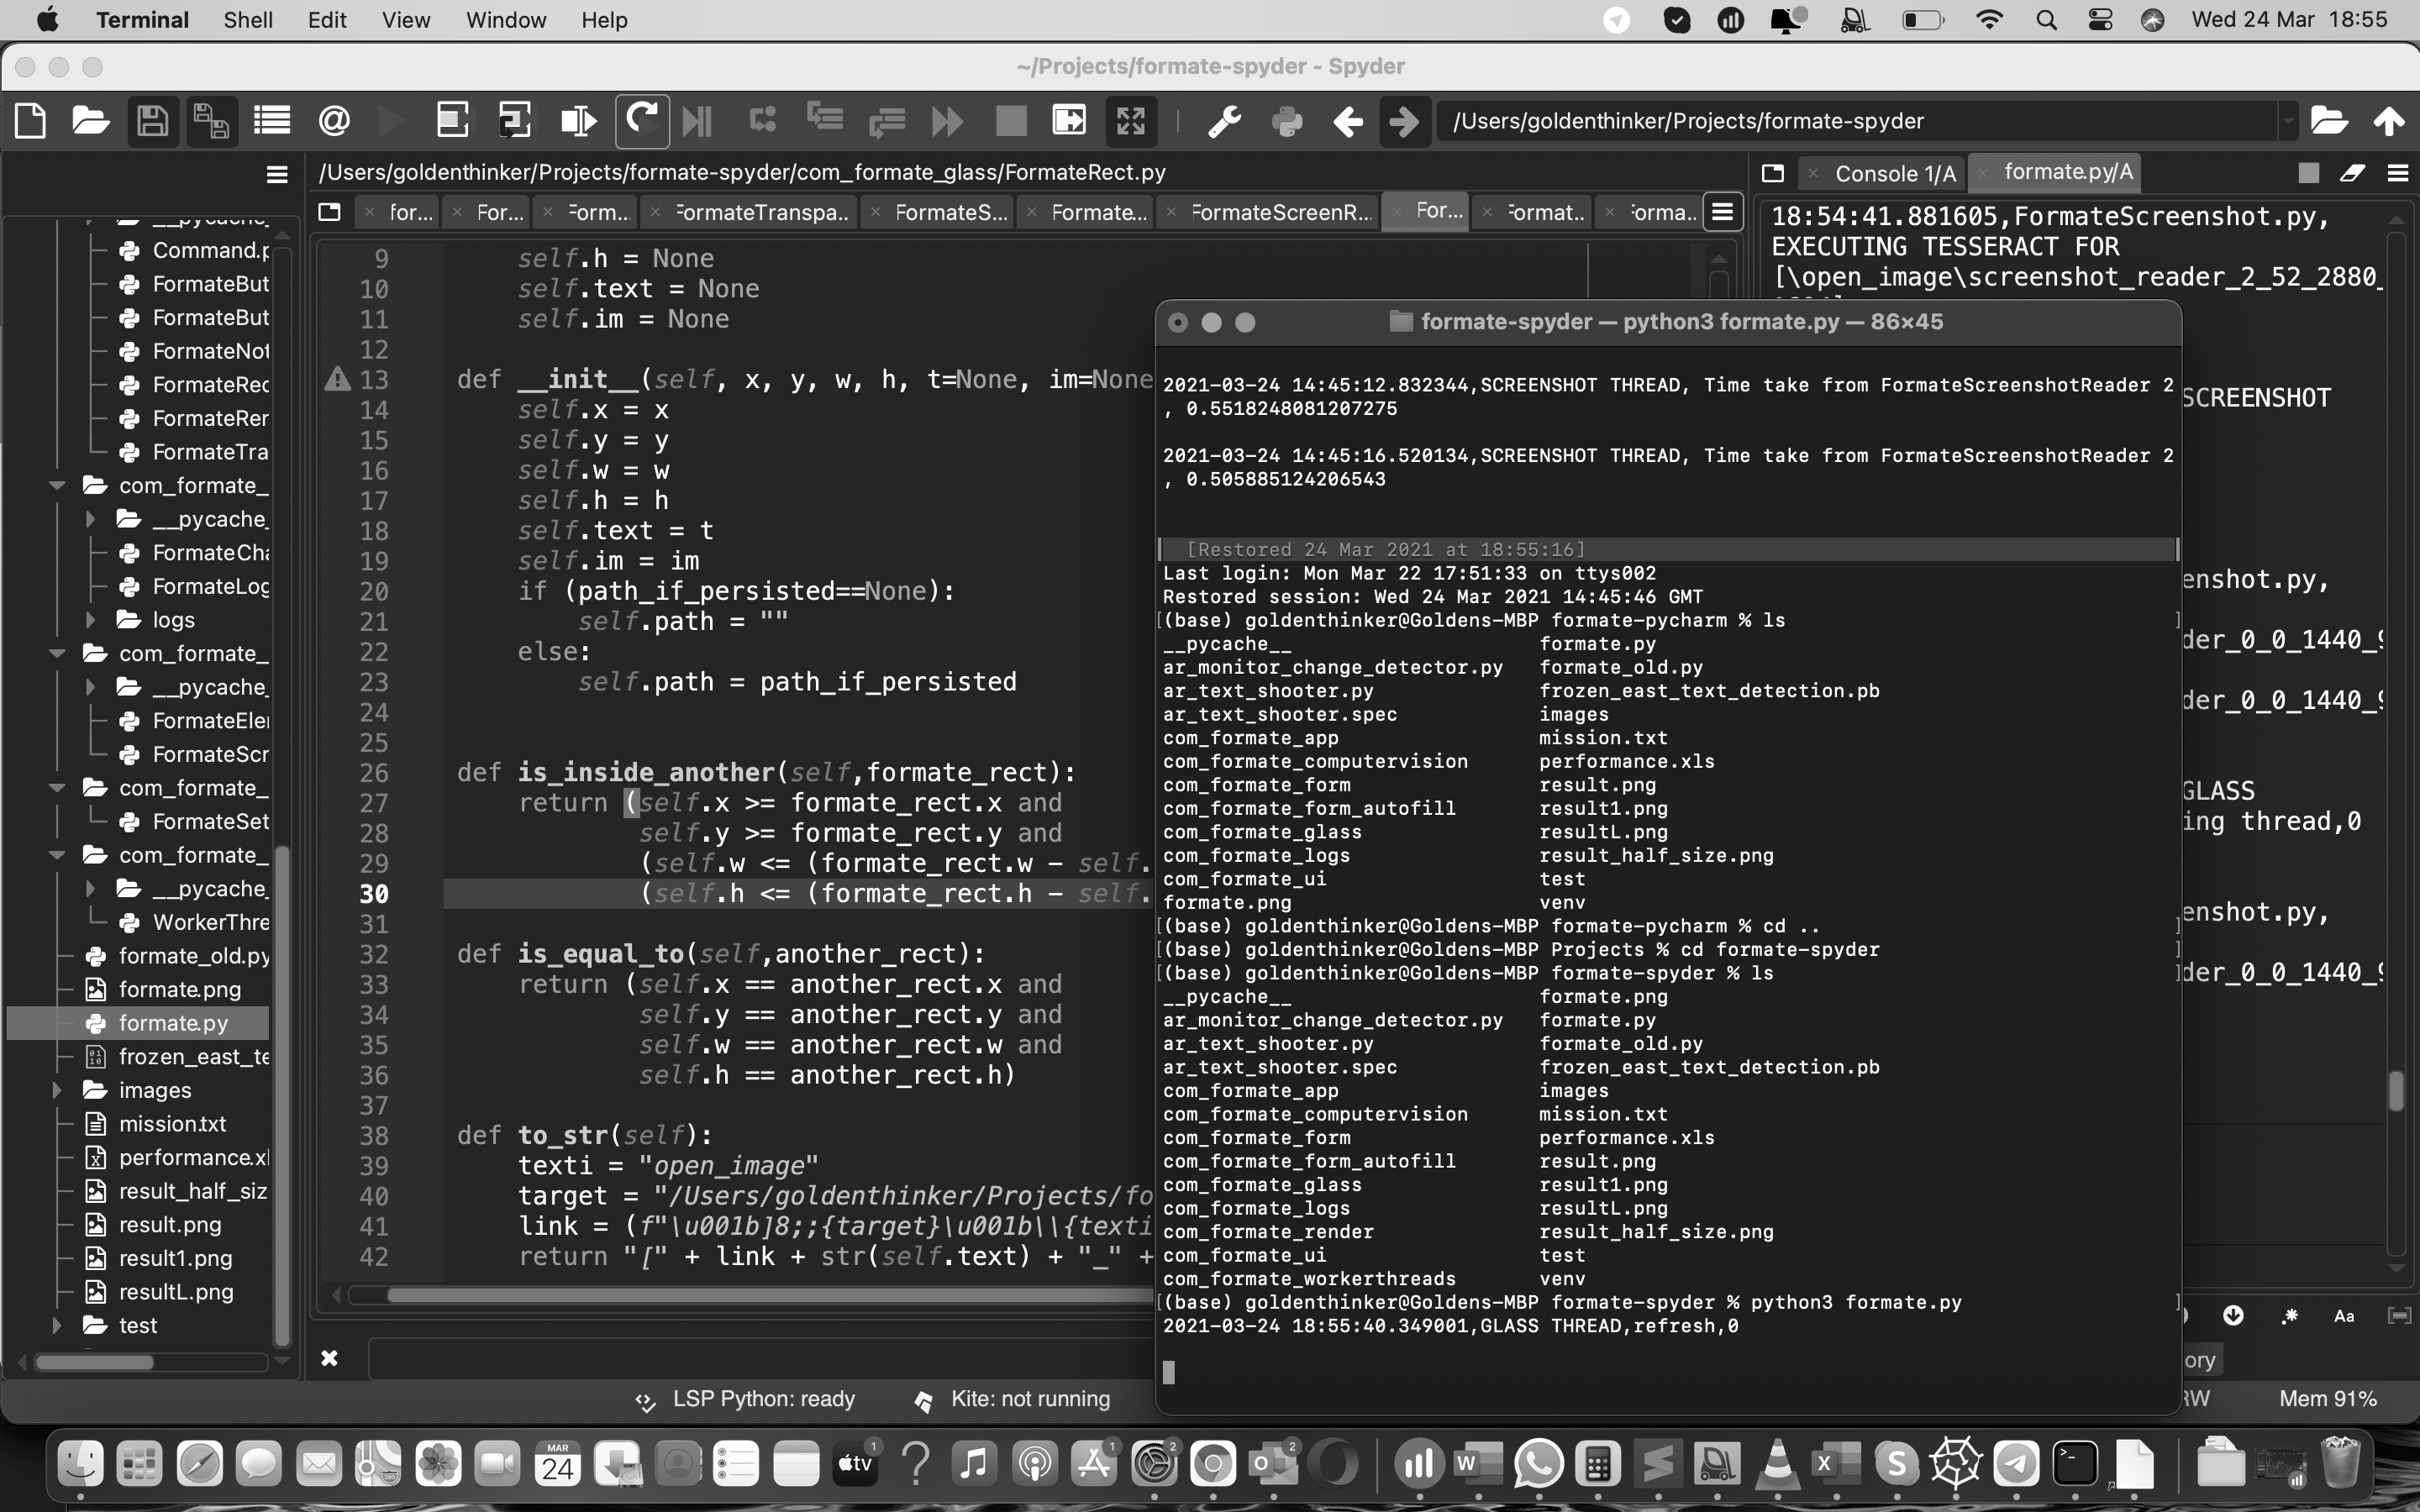 Terminal Shell Edit View Window Help Wed 24 Mar 18:55
~/Projects/formate-spyder - Spyder
/Users/goldenthinker/Projects/formate-spyder
/Users/goldenthinker/Projects/formate-spyder/com_formate_glass/FormateRect.py
Console 1/A formate.py/A
for... For... Form... FormateTranspa... FormateS... Formate... FormateScreenR... For... Format.. Forma..
__pycache_
Command.p
FormateBut
FormateBut
FormateNot
FormateRec
FormateRer
FormateTra
com_formate_
__pycache_
FormateCha
FormateLog
logs
com_formate_
__pycache_
FormateEle
FormateScr
com_formate_
FormateSet
com_formate_
__pycache_
WorkerThre
formate_old.py
formate.png
formate.py
frozen_east_te
images
mission.txt
performance.xl
result_half_siz
result.png
result1.png
resultL.png
test
9 self.h = None
10 self.text = None
11 self.im = None
12
13 def __init__(self, x, y, w, h, t=None, im=None
14 self.x = x
15 self.y = y
16 self.w = w
17 self.h = h
18 self.text = t
19 self.im = im
20 if (path_if_persisted==None):
21 self.path = ""
22 else:
23 self.path = path_if_persisted
24
25
26 def is_inside_another(self,formate_rect):
27 return (self.x >= formate_rect.x and
28 self.y >= formate_rect.y and
29 (self.w <= (formate_rect.w - self.
30 (self.h <= (formate_rect.h - self.
31
32 def is_equal_to(self,another_rect):
33 return (self.x == another_rect.x and
34 self.y == another_rect.y and
35 self.w == another_rect.w and
36 self.h == another_rect.h)
37
38 def to_str(self):
39 texti = "open_image"
40 target = "/Users/goldenthinker/Projects/fo
41 link = (f"\u001b]8;;{target}\u001b\\{texti
42 return "[" + link + str(self.text) + "_" +
18:54:41.881605,FormateScreenshot.py,
EXECUTING TESSERACT FOR
[\open_image\screenshot_reader_2_52_2880_
SCREENSHOT
enshot.py,
der_0_0_1440_9
der_0_0_1440_9
GLASS
ing thread,0
enshot.py,
der_0_0_1440_9
formate-spyder — python3 formate.py — 86×45
2021-03-24 14:45:12.832344,SCREENSHOT THREAD, Time take from FormateScreenshotReader 2
, 0.5518248081207275
2021-03-24 14:45:16.520134,SCREENSHOT THREAD, Time take from FormateScreenshotReader 2
, 0.505885124206543
[Restored 24 Mar 2021 at 18:55:16]
Last login: Mon Mar 22 17:51:33 on ttys002
Restored session: Wed 24 Mar 2021 14:45:46 GMT
[(base) goldenthinker@Goldens-MBP formate-pycharm % ls ]
__pycache__ formate.py
ar_monitor_change_detector.py formate_old.py
ar_text_shooter.py frozen_east_text_detection.pb
ar_text_shooter.spec images
com_formate_app mission.txt
com_formate_computervision performance.xls
com_formate_form result.png
com_formate_form_autofill result1.png
com_formate_glass resultL.png
com_formate_logs result_half_size.png
com_formate_ui test
formate.png venv
[(base) goldenthinker@Goldens-MBP formate-pycharm % cd .. ]
[(base) goldenthinker@Goldens-MBP Projects % cd formate-spyder ]
[(base) goldenthinker@Goldens-MBP formate-spyder % ls ]
__pycache__ formate.png
ar_monitor_change_detector.py formate.py
ar_text_shooter.py formate_old.py
ar_text_shooter.spec frozen_east_text_detection.pb
com_formate_app images
com_formate_computervision mission.txt
com_formate_form performance.xls
com_formate_form_autofill result.png
com_formate_glass result1.png
com_formate_logs resultL.png
com_formate_render result_half_size.png
com_formate_ui test
com_formate_workerthreads venv
[(base) goldenthinker@Goldens-MBP formate-spyder % python3 formate.py ]
2021-03-24 18:55:40.349001,GLASS THREAD,refresh,0
.* Aa
ory
LSP Python: ready Kite: not running RW Mem 91%
MAR
24
tv 1 1 2 2